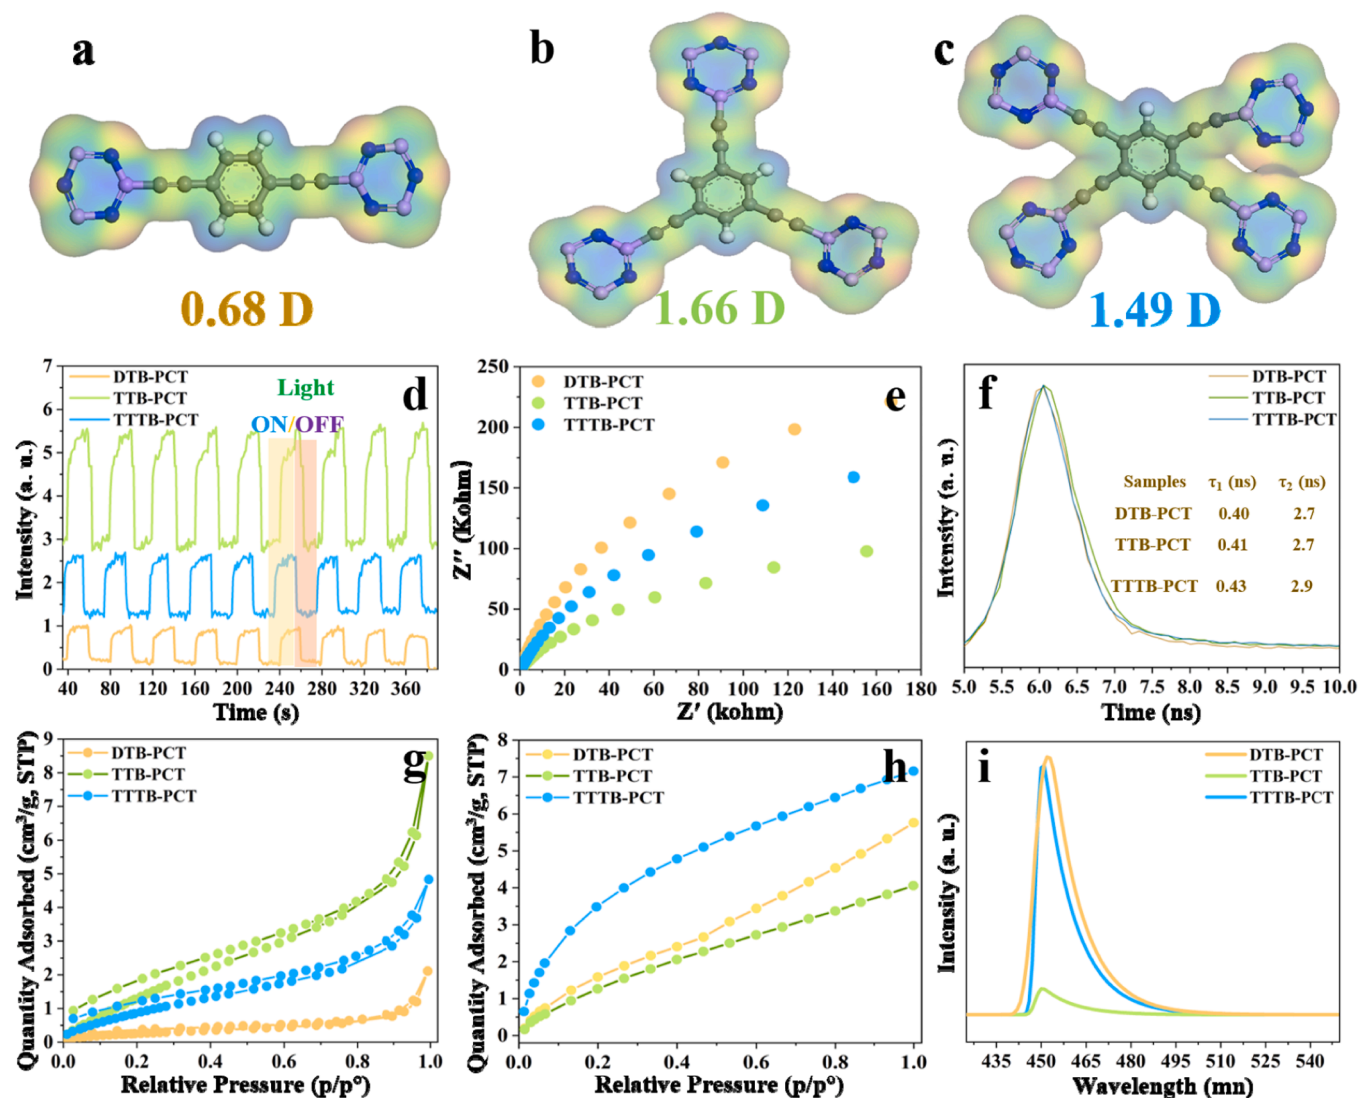 a
b
c
0.68 D
1.66 D
1.49 D
d
DTB-PCT
TTB-PCT
TTTB-PCT
Light
ON/OFF
Intensity (a. u.)
7
6
5
4
3
2
1
0
40 80 120 160 200 240 280 320 360
Time (s)
e
DTB-PCT
TTB-PCT
TTTB-PCT
Z″ (Kohm)
250
200
150
100
50
0
0 20 40 60 80 100 120 140 160 180
Z′ (kohm)
f
DTB-PCT
TTB-PCT
TTTB-PCT
Samples τ₁ (ns) τ₂ (ns)
DTB-PCT 0.40 2.7
TTB-PCT 0.41 2.7
TTTB-PCT 0.43 2.9
Intensity (a. u.)
5.0 5.5 6.0 6.5 7.0 7.5 8.0 8.5 9.0 9.5 10.0
Time (ns)
g
DTB-PCT
TTB-PCT
TTTB-PCT
Quantity Adsorbed (cm³/g, STP)
9
8
7
6
5
4
3
2
1
0
0.0 0.2 0.4 0.6 0.8 1.0
Relative Pressure (p/p°)
h
DTB-PCT
TTB-PCT
TTTB-PCT
Quantity Adsorbed (cm³/g, STP)
8
7
6
5
4
3
2
1
0
0.0 0.2 0.4 0.6 0.8 1.0
Relative Pressure (p/p°)
i
DTB-PCT
TTB-PCT
TTTB-PCT
Intensity (a. u.)
435 450 465 480 495 510 525 540
Wavelength (mn)